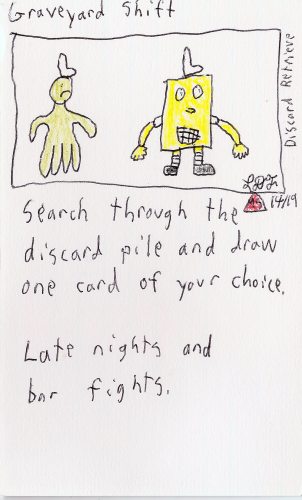 Graveyard Shift
Discard Retrieve
14/19
Search through the
discard pile and draw
one card of your choice.
Late nights and
bar fights.